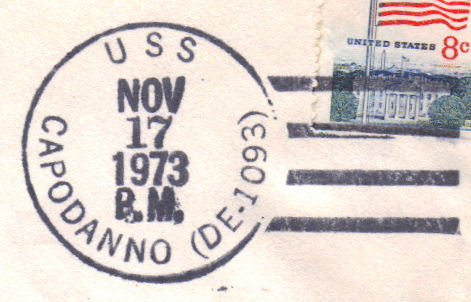 USS
NOV
17
1973
P.M.
CAPODANNO (DE-1093)
UNITED STATES 8c